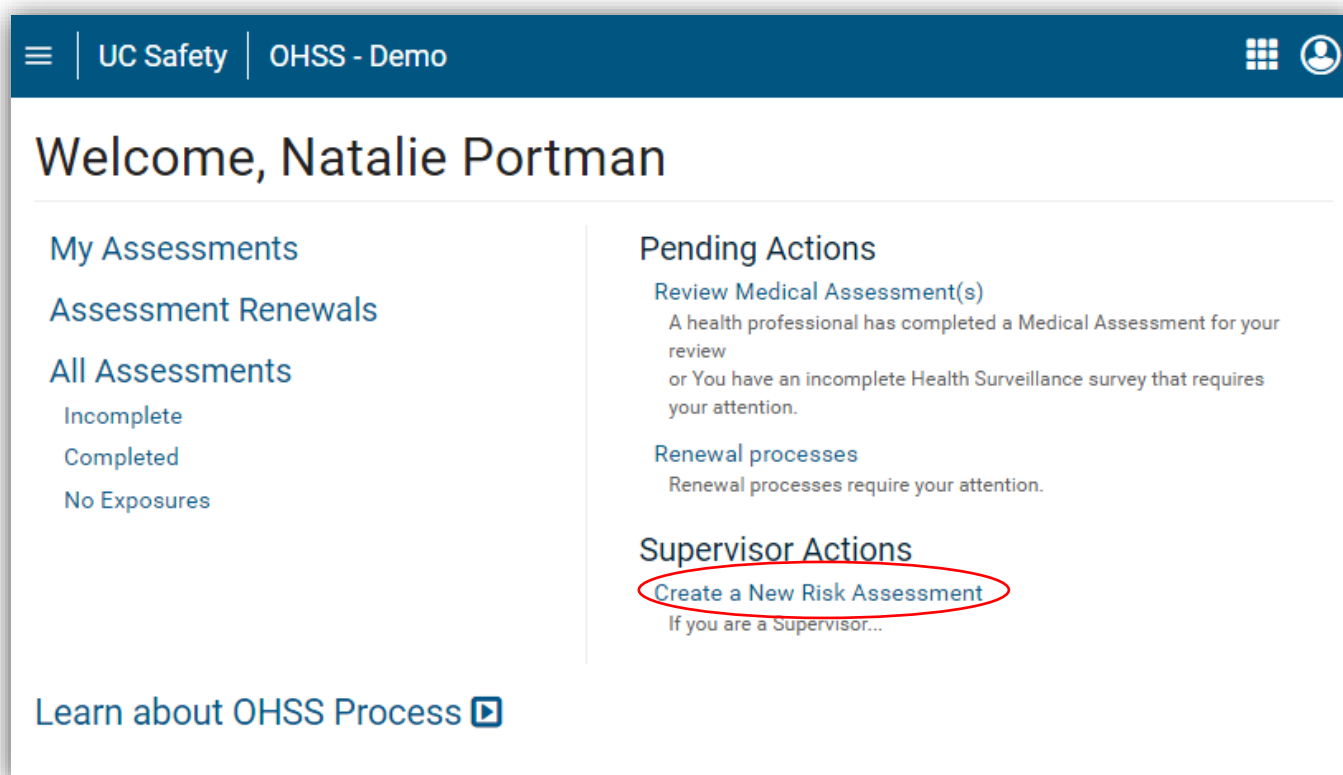 UC Safety OHSS - Demo
Welcome, Natalie Portman
My Assessments
Assessment Renewals
All Assessments
Incomplete
Completed
No Exposures
Pending Actions
Review Medical Assessment(s)
A health professional has completed a Medical Assessment for your
review
or You have an incomplete Health Surveillance survey that requires
your attention.
Renewal processes
Renewal processes require your attention.
Supervisor Actions
Create a New Risk Assessment
If you are a Supervisor...
Learn about OHSS Process